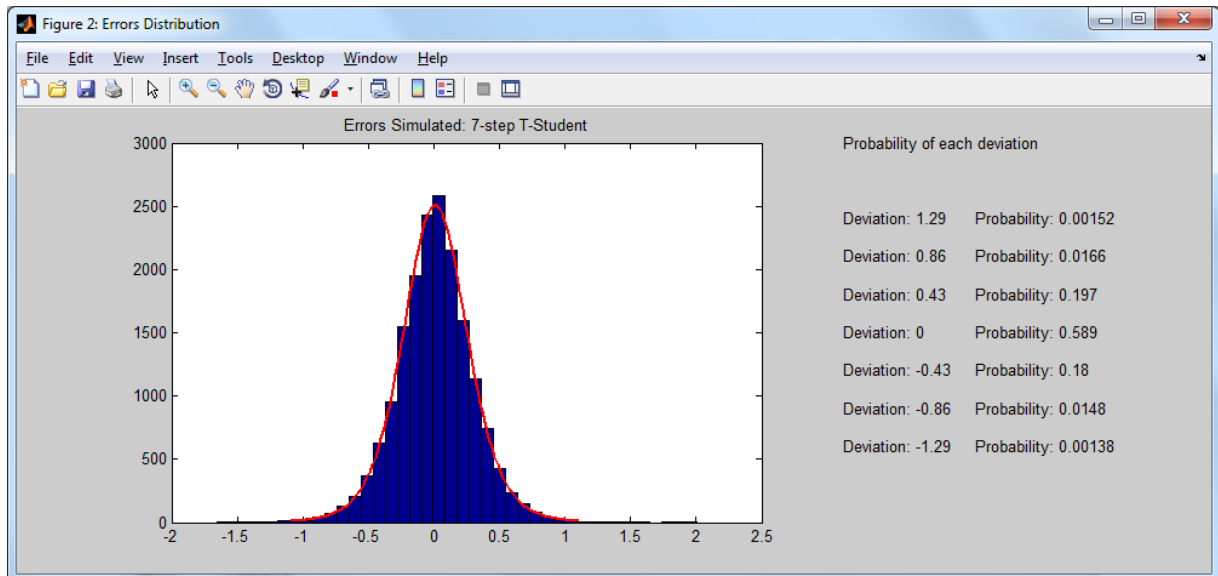 Figure 2: Errors Distribution
File Edit View Insert Tools Desktop Window Help
Errors Simulated: 7-step T-Student
3000
2500
2000
1500
1000
500
0
-2 -1.5 -1 -0.5 0 0.5 1 1.5 2 2.5
Probability of each deviation
Deviation: 1.29 Probability: 0.00152
Deviation: 0.86 Probability: 0.0166
Deviation: 0.43 Probability: 0.197
Deviation: 0 Probability: 0.589
Deviation: -0.43 Probability: 0.18
Deviation: -0.86 Probability: 0.0148
Deviation: -1.29 Probability: 0.00138